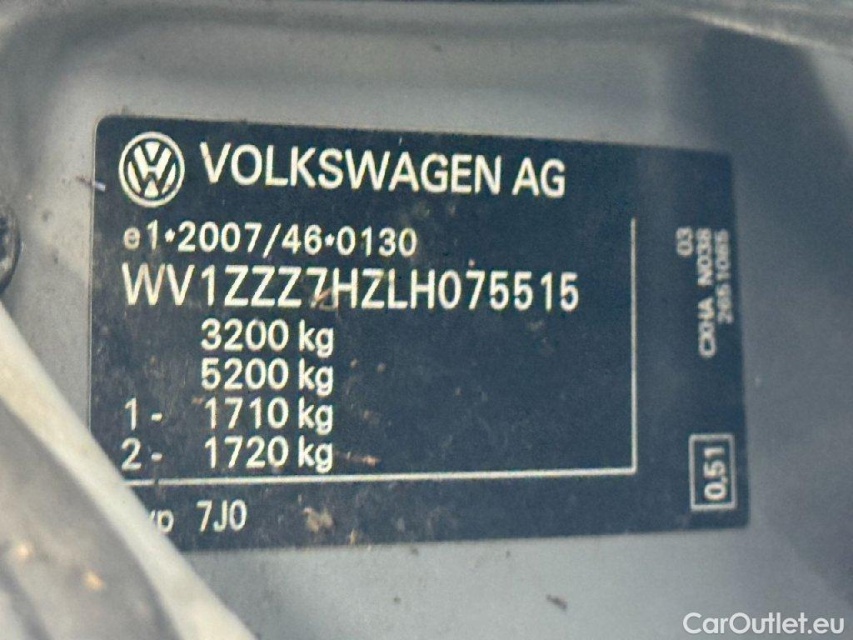 VOLKSWAGEN AG
e1*2007/46*0130
WV1ZZZ7HZLH075515
3200 kg
5200 kg
1- 1710 kg
2- 1720 kg
7J0
03
CXHA N038
2651085
0,51
CarOutlet.eu